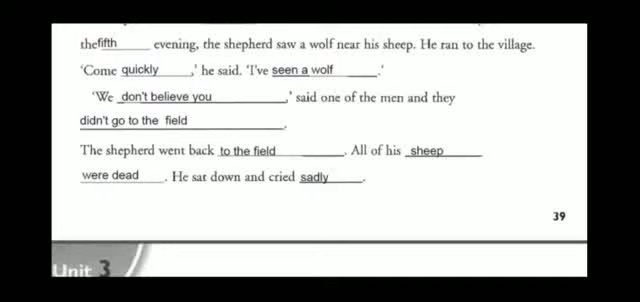 thefifth evening, the shepherd saw a wolf near his sheep. He ran to the village.
'Come quickly,' he said. 'I've seen a wolf.'
'We don't believe you,' said one of the men and they
didn't go to the field.
The shepherd went back to the field. All of his sheep
were dead. He sat down and cried sadly.
39
Unit 3